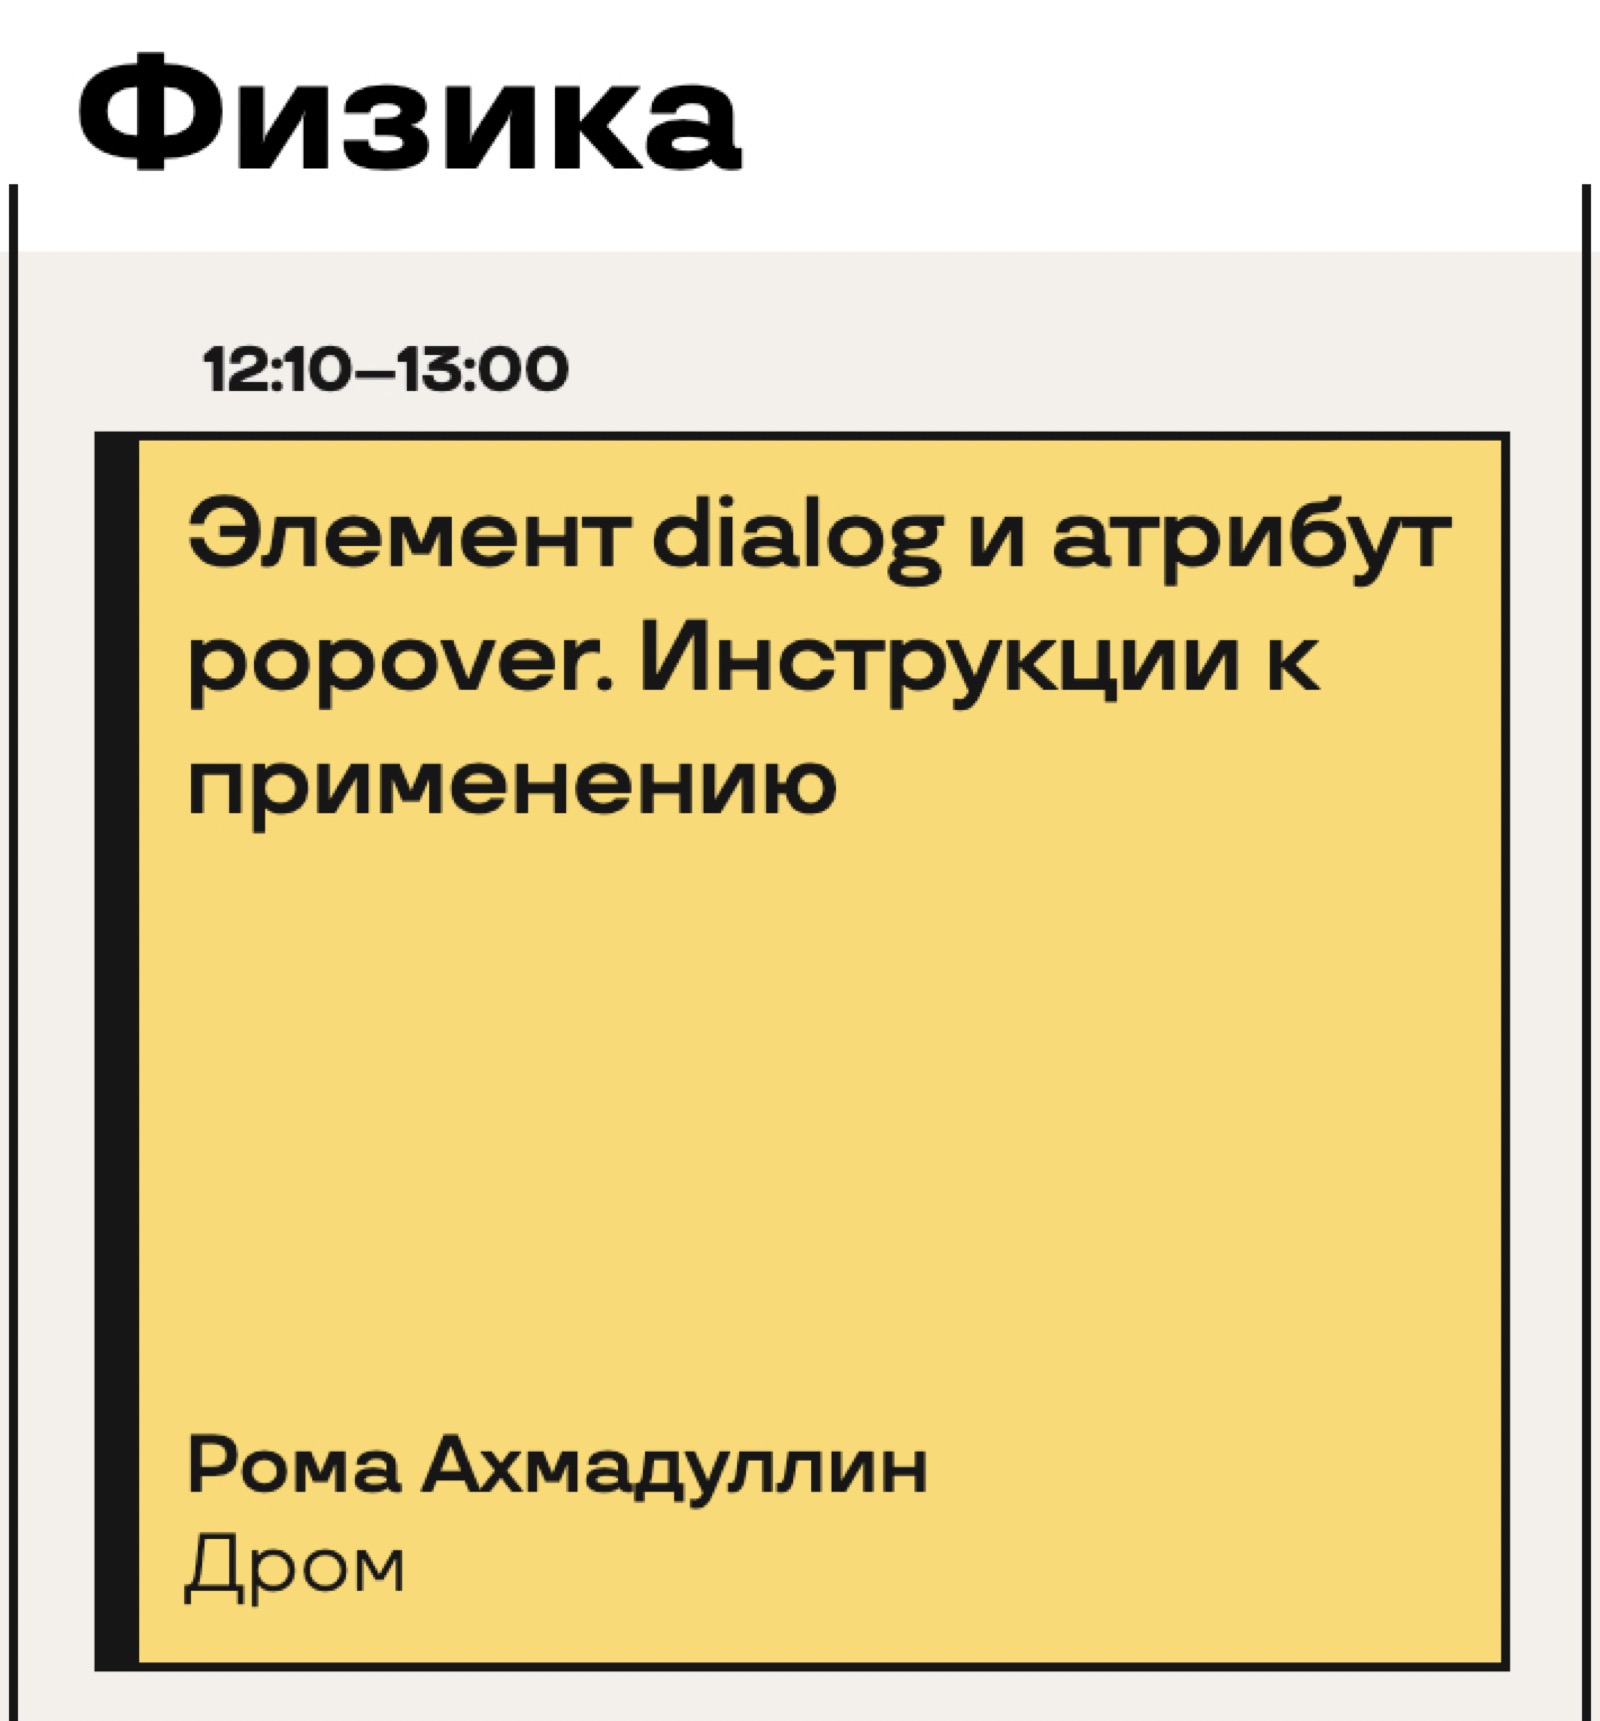 Физика
12:10–13:00
Элемент dialog и атрибут
popover. Инструкции к
применению
Рома Ахмадуллин
Дром